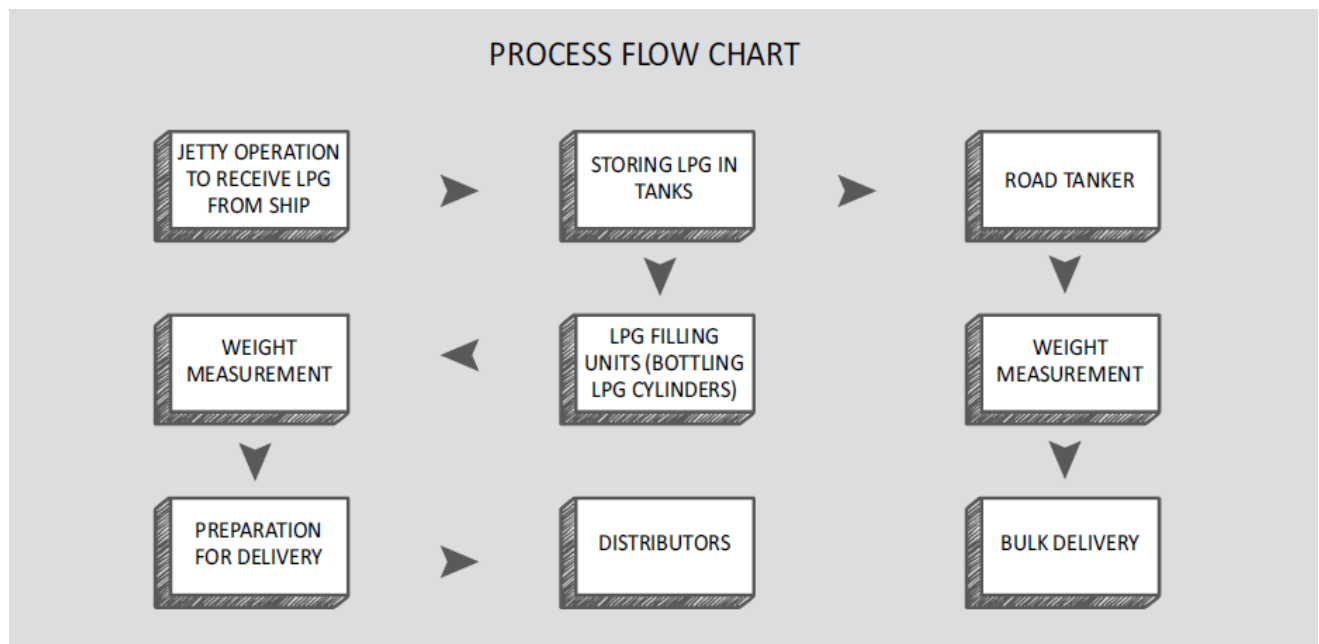 PROCESS FLOW CHART
JETTY OPERATION
TO RECEIVE LPG
FROM SHIP
STORING LPG IN
TANKS
ROAD TANKER
WEIGHT
MEASUREMENT
LPG FILLING
UNITS (BOTTLING
LPG CYLINDERS)
WEIGHT
MEASUREMENT
PREPARATION
FOR DELIVERY
DISTRIBUTORS
BULK DELIVERY